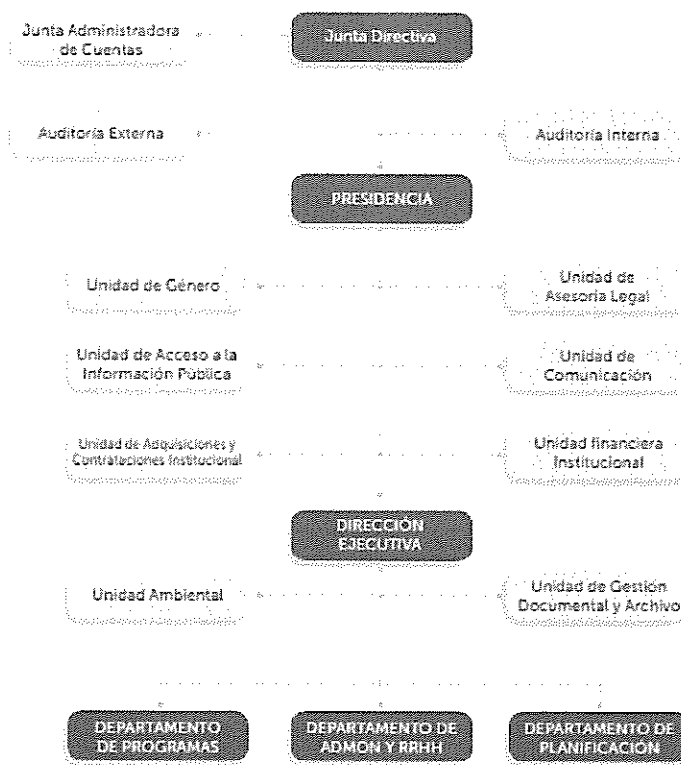 Junta Administradora
de Cuentas
Junta Directiva
Auditoría Externa
Auditoría Interna
PRESIDENCIA
Unidad de Género
Unidad de
Asesoría Legal
Unidad de Acceso a la
Información Pública
Unidad de
Comunicación
Unidad de Adquisiciones y
Contrataciones Institucional
Unidad financiera
Institucional
DIRECCIÓN
EJECUTIVA
Unidad Ambiental
Unidad de Gestión
Documental y Archivo
DEPARTAMENTO
DE PROGRAMAS
DEPARTAMENTO DE
ADMON Y RRHH
DEPARTAMENTO DE
PLANIFICACIÓN